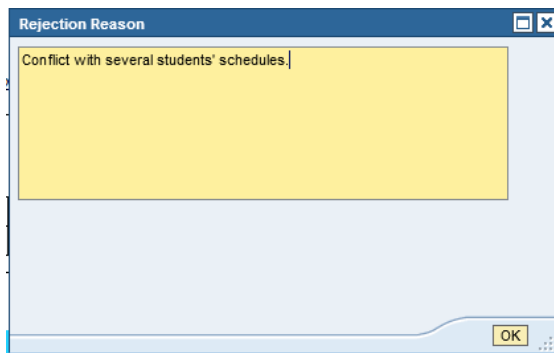 Rejection Reason
Conflict with several students' schedules.
OK